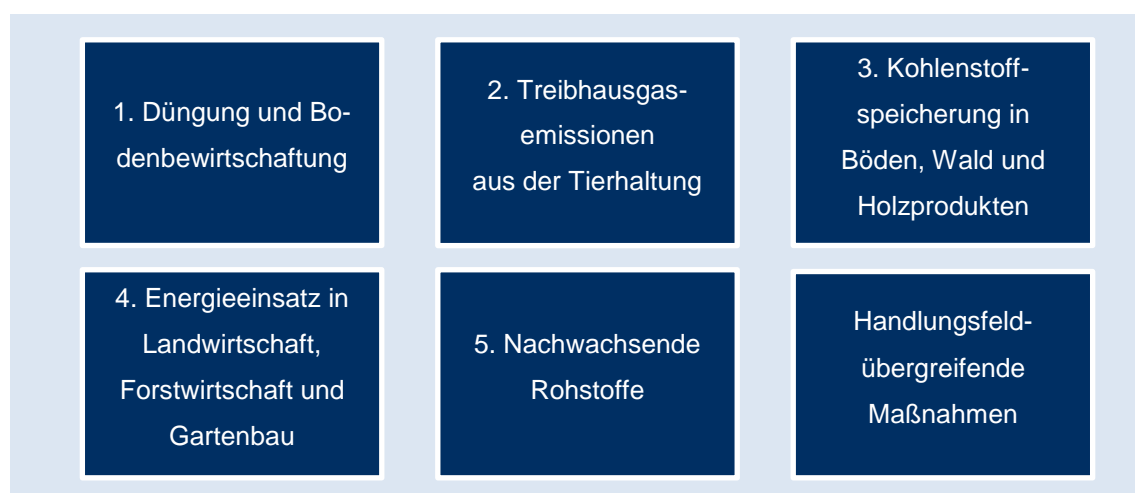 1. Düngung und Bo-
denbewirtschaftung
2. Treibhausgas-
emissionen
aus der Tierhaltung
3. Kohlenstoff-
speicherung in
Böden, Wald und
Holzprodukten
4. Energieeinsatz in
Landwirtschaft,
Forstwirtschaft und
Gartenbau
5. Nachwachsende
Rohstoffe
Handlungsfeld-
übergreifende
Maßnahmen